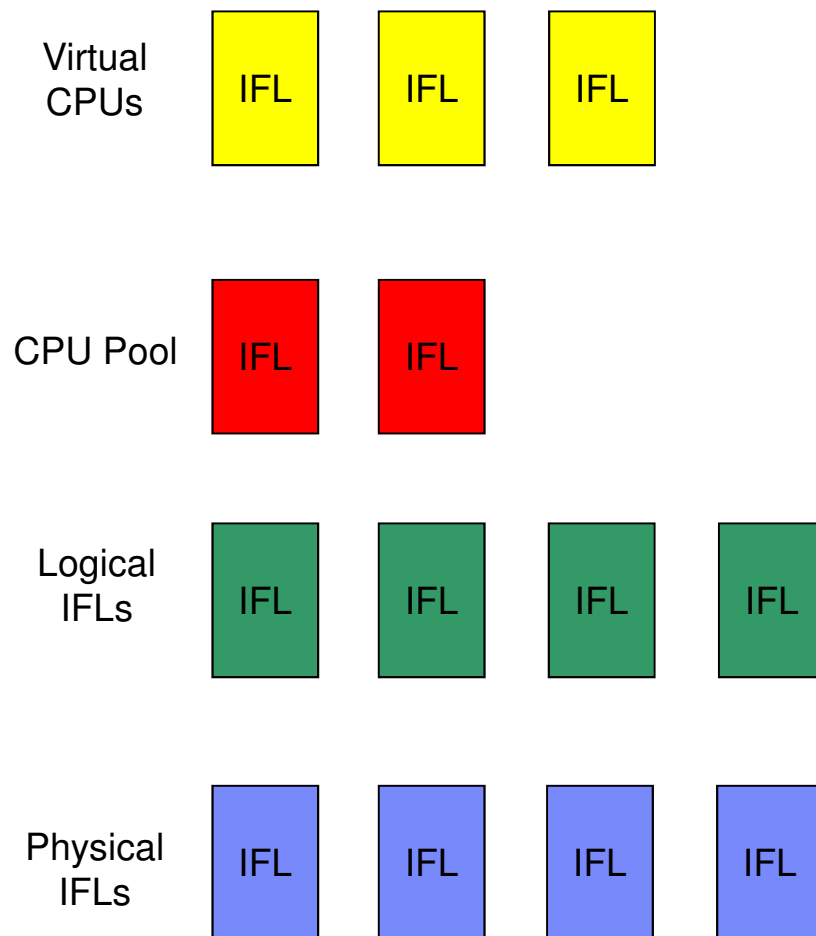 Virtual
CPUs
IFL IFL IFL
CPU Pool
IFL IFL
Logical
IFLs
IFL IFL IFL IFL
Physical
IFLs
IFL IFL IFL IFL